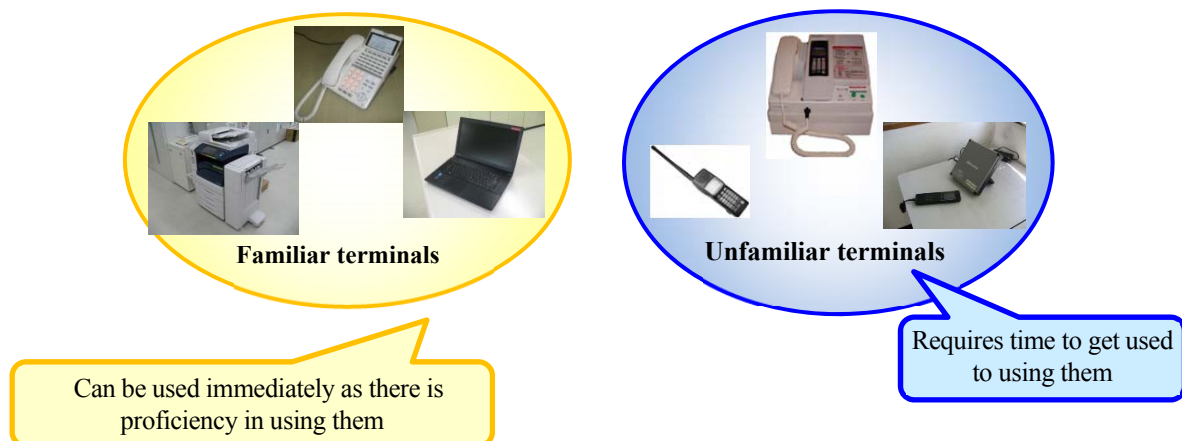 Familiar terminals
Unfamiliar terminals
Can be used immediately as there is
proficiency in using them
Requires time to get used
to using them